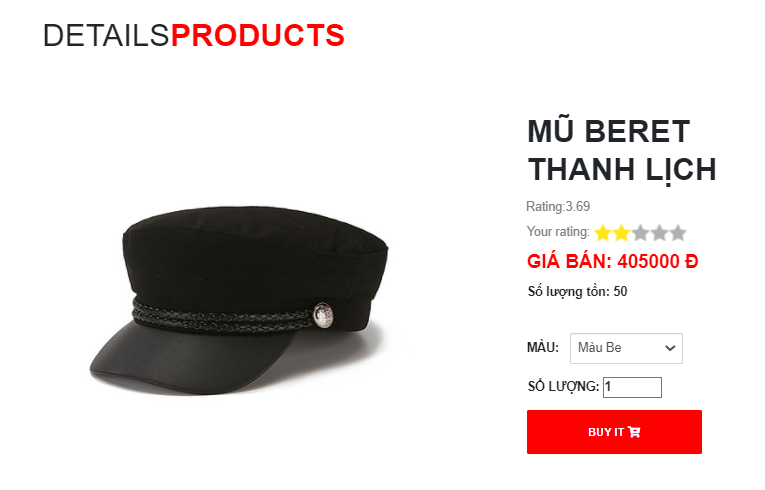 DETAILSPRODUCTS
MŨ BERET
THANH LỊCH
Rating:3.69
Your rating:
GIÁ BÁN: 405000 Đ
Số lượng tồn: 50
MÀU: Màu Be
SỐ LƯỢNG: 1
BUY IT